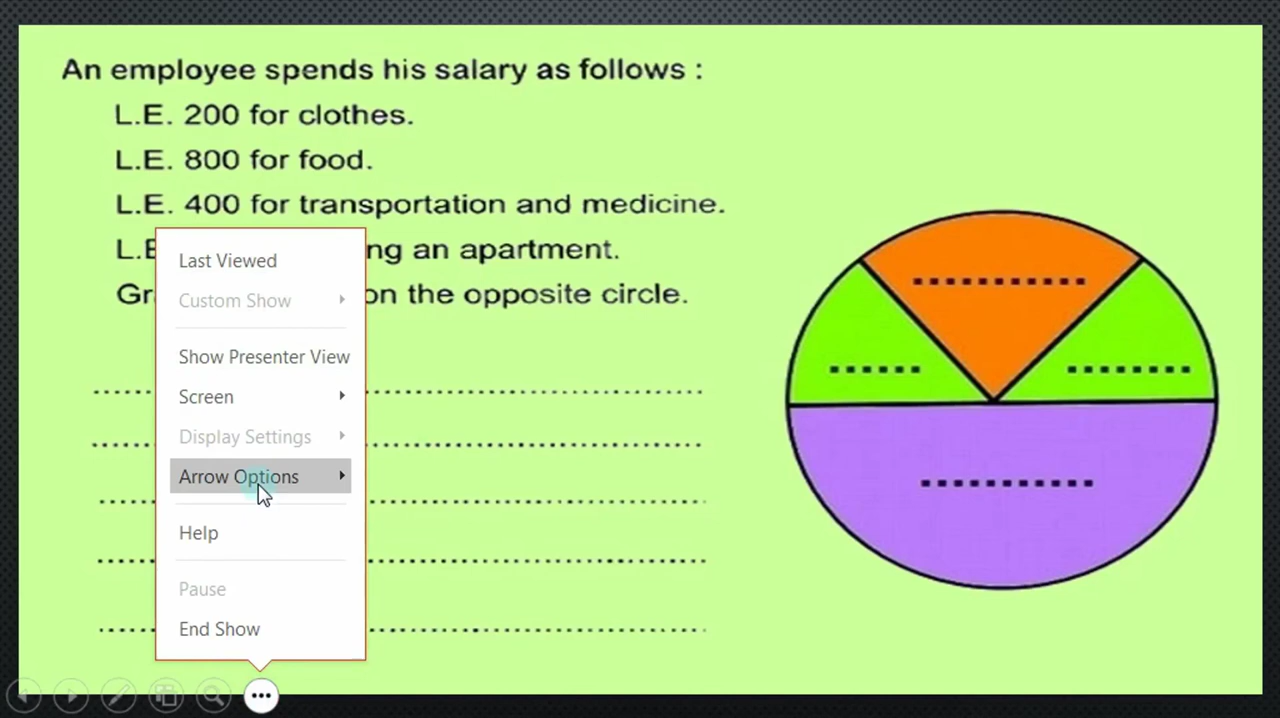 An employee spends his salary as follows :
L.E. 200 for clothes.
L.E. 800 for food.
L.E. 400 for transportation and medicine.
an apartment.
on the opposite circle.
Last Viewed
Custom Show
Show Presenter View
Screen
Display Settings
Arrow Options
Help
Pause
End Show